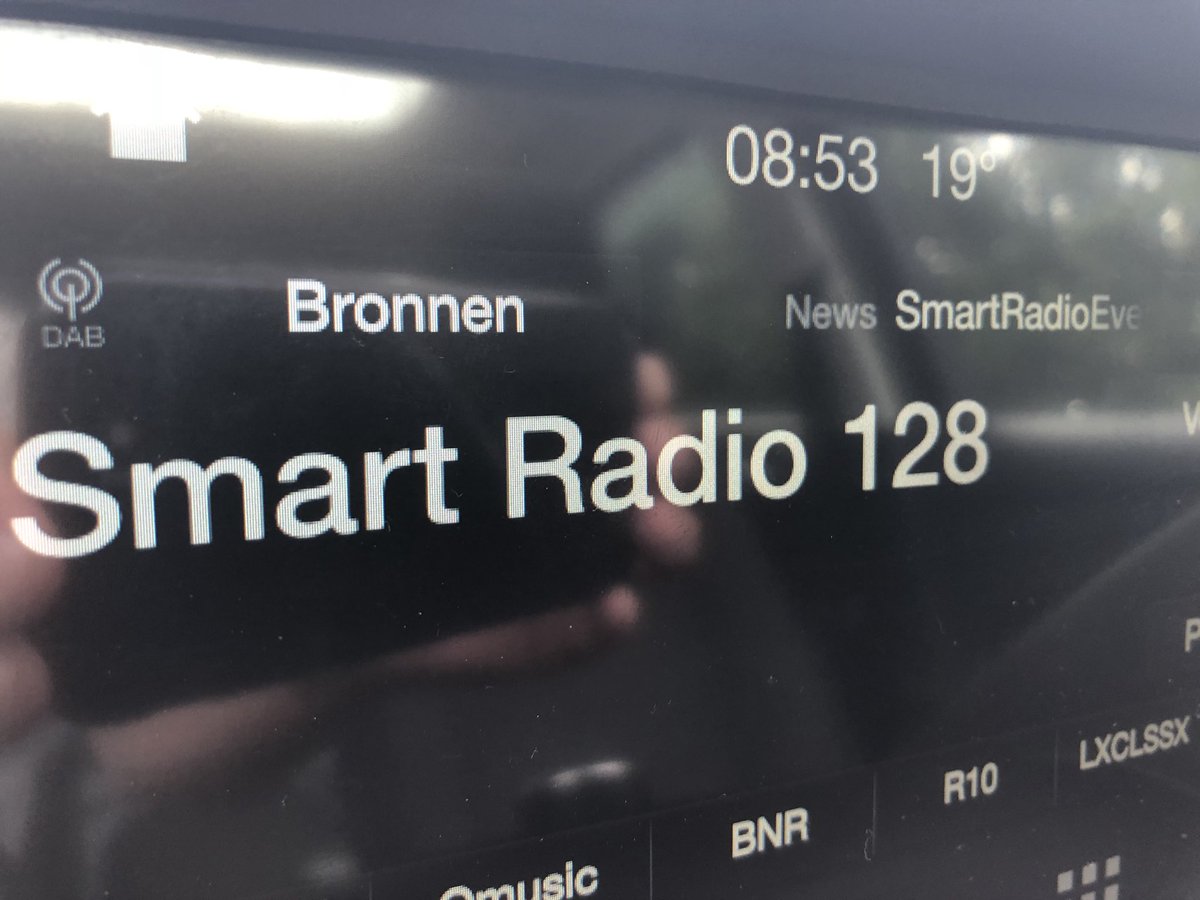 08:53 19°
DAB
Bronnen
News SmartRadioEve
Smart Radio 128
LXCLSSX
R10
BNR
Qmusic